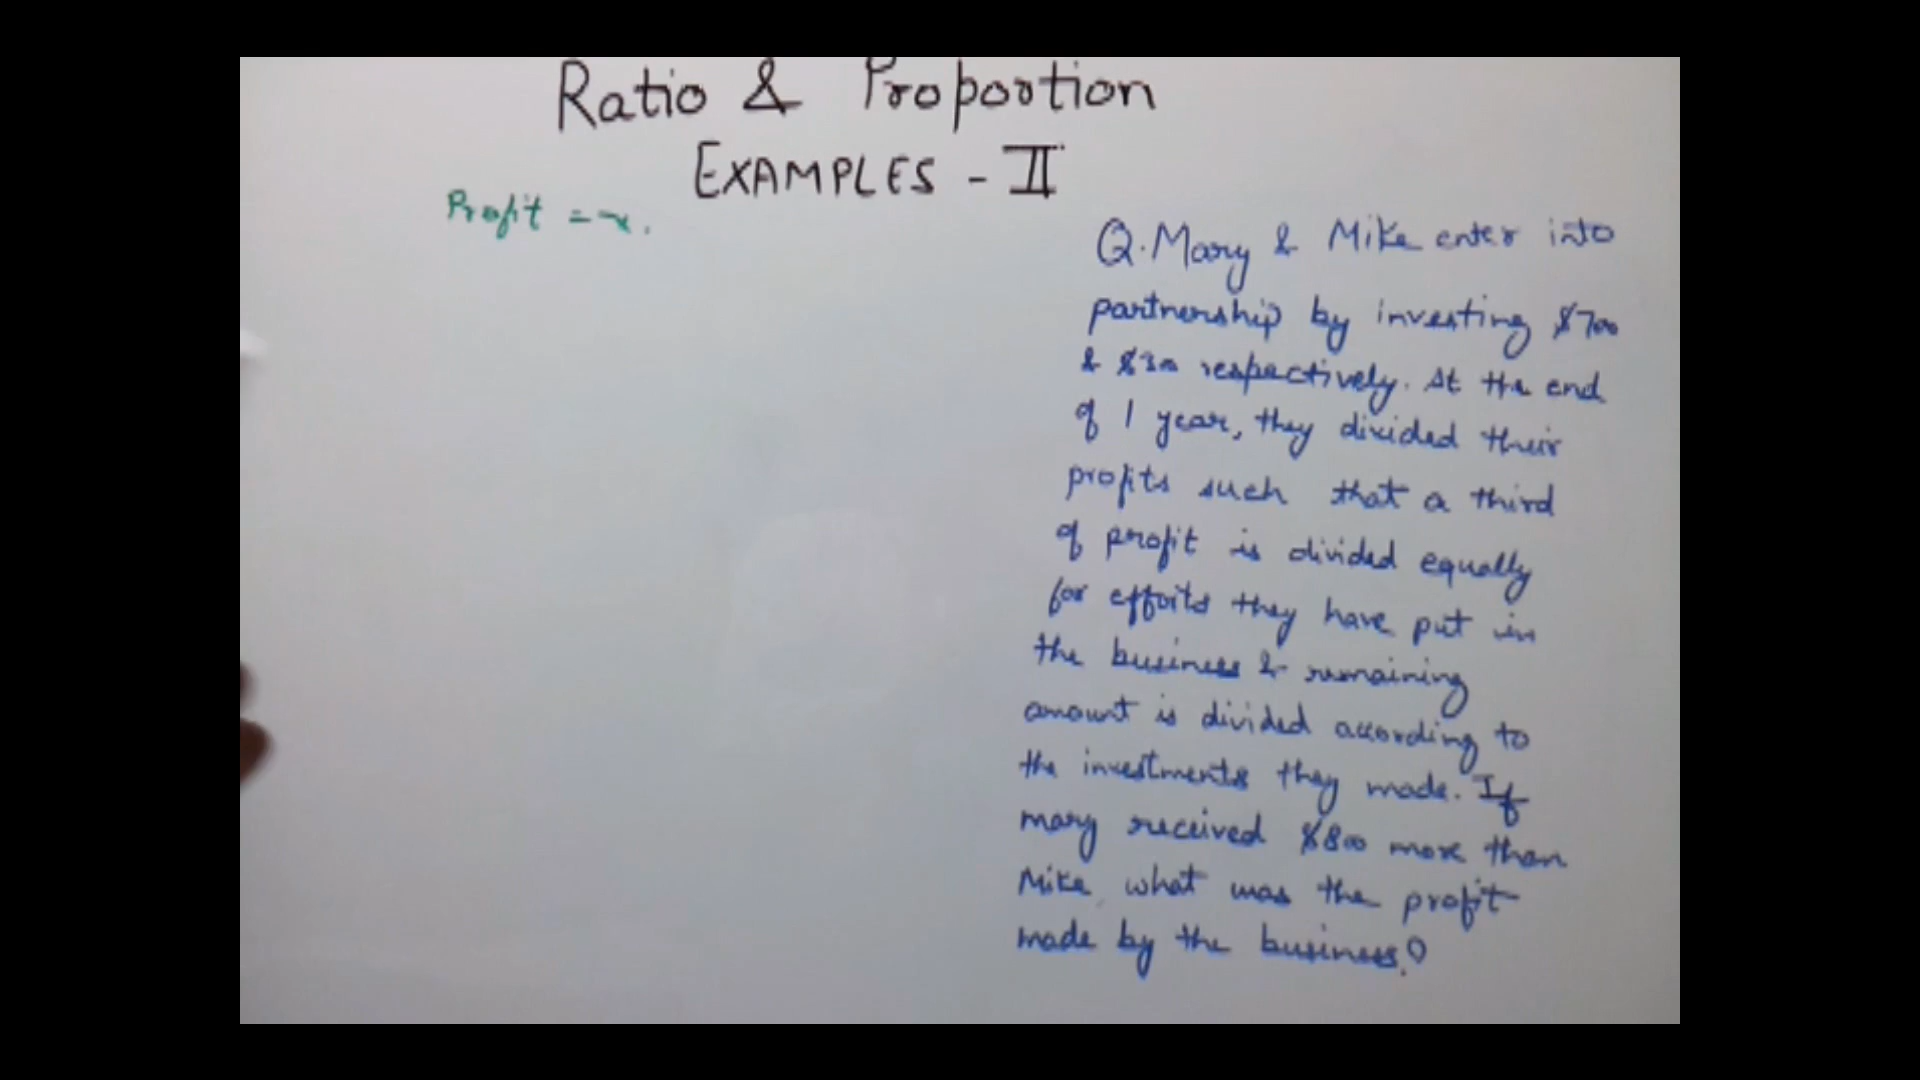 Ratio & Proportion
EXAMPLES - II
Profit = x.
Q. Mary & Mike enter into
partnership by investing $700
& $300 respectively. At the end
of 1 year, they divided their
profits such that a third
of profit is divided equally
for efforts they have put in
the business & remaining
amount is divided according to
the investments they made. If
mary received $800 more than
Mike, what was the profit
made by the business?